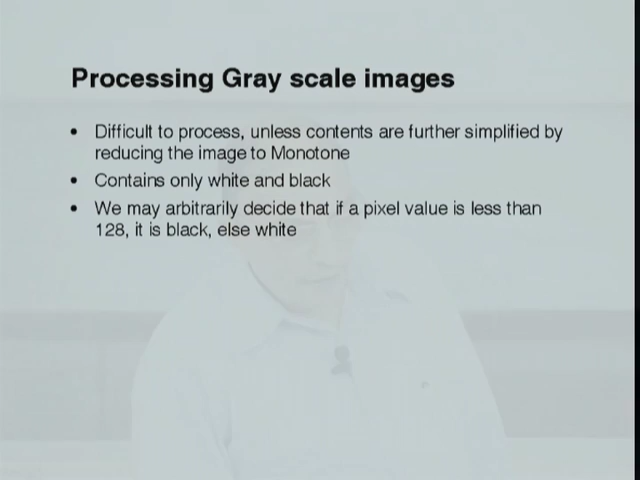 Processing Gray scale images
• Difficult to process, unless contents are further simplified by
reducing the image to Monotone
• Contains only white and black
• We may arbitrarily decide that if a pixel value is less than
128, it is black, else white